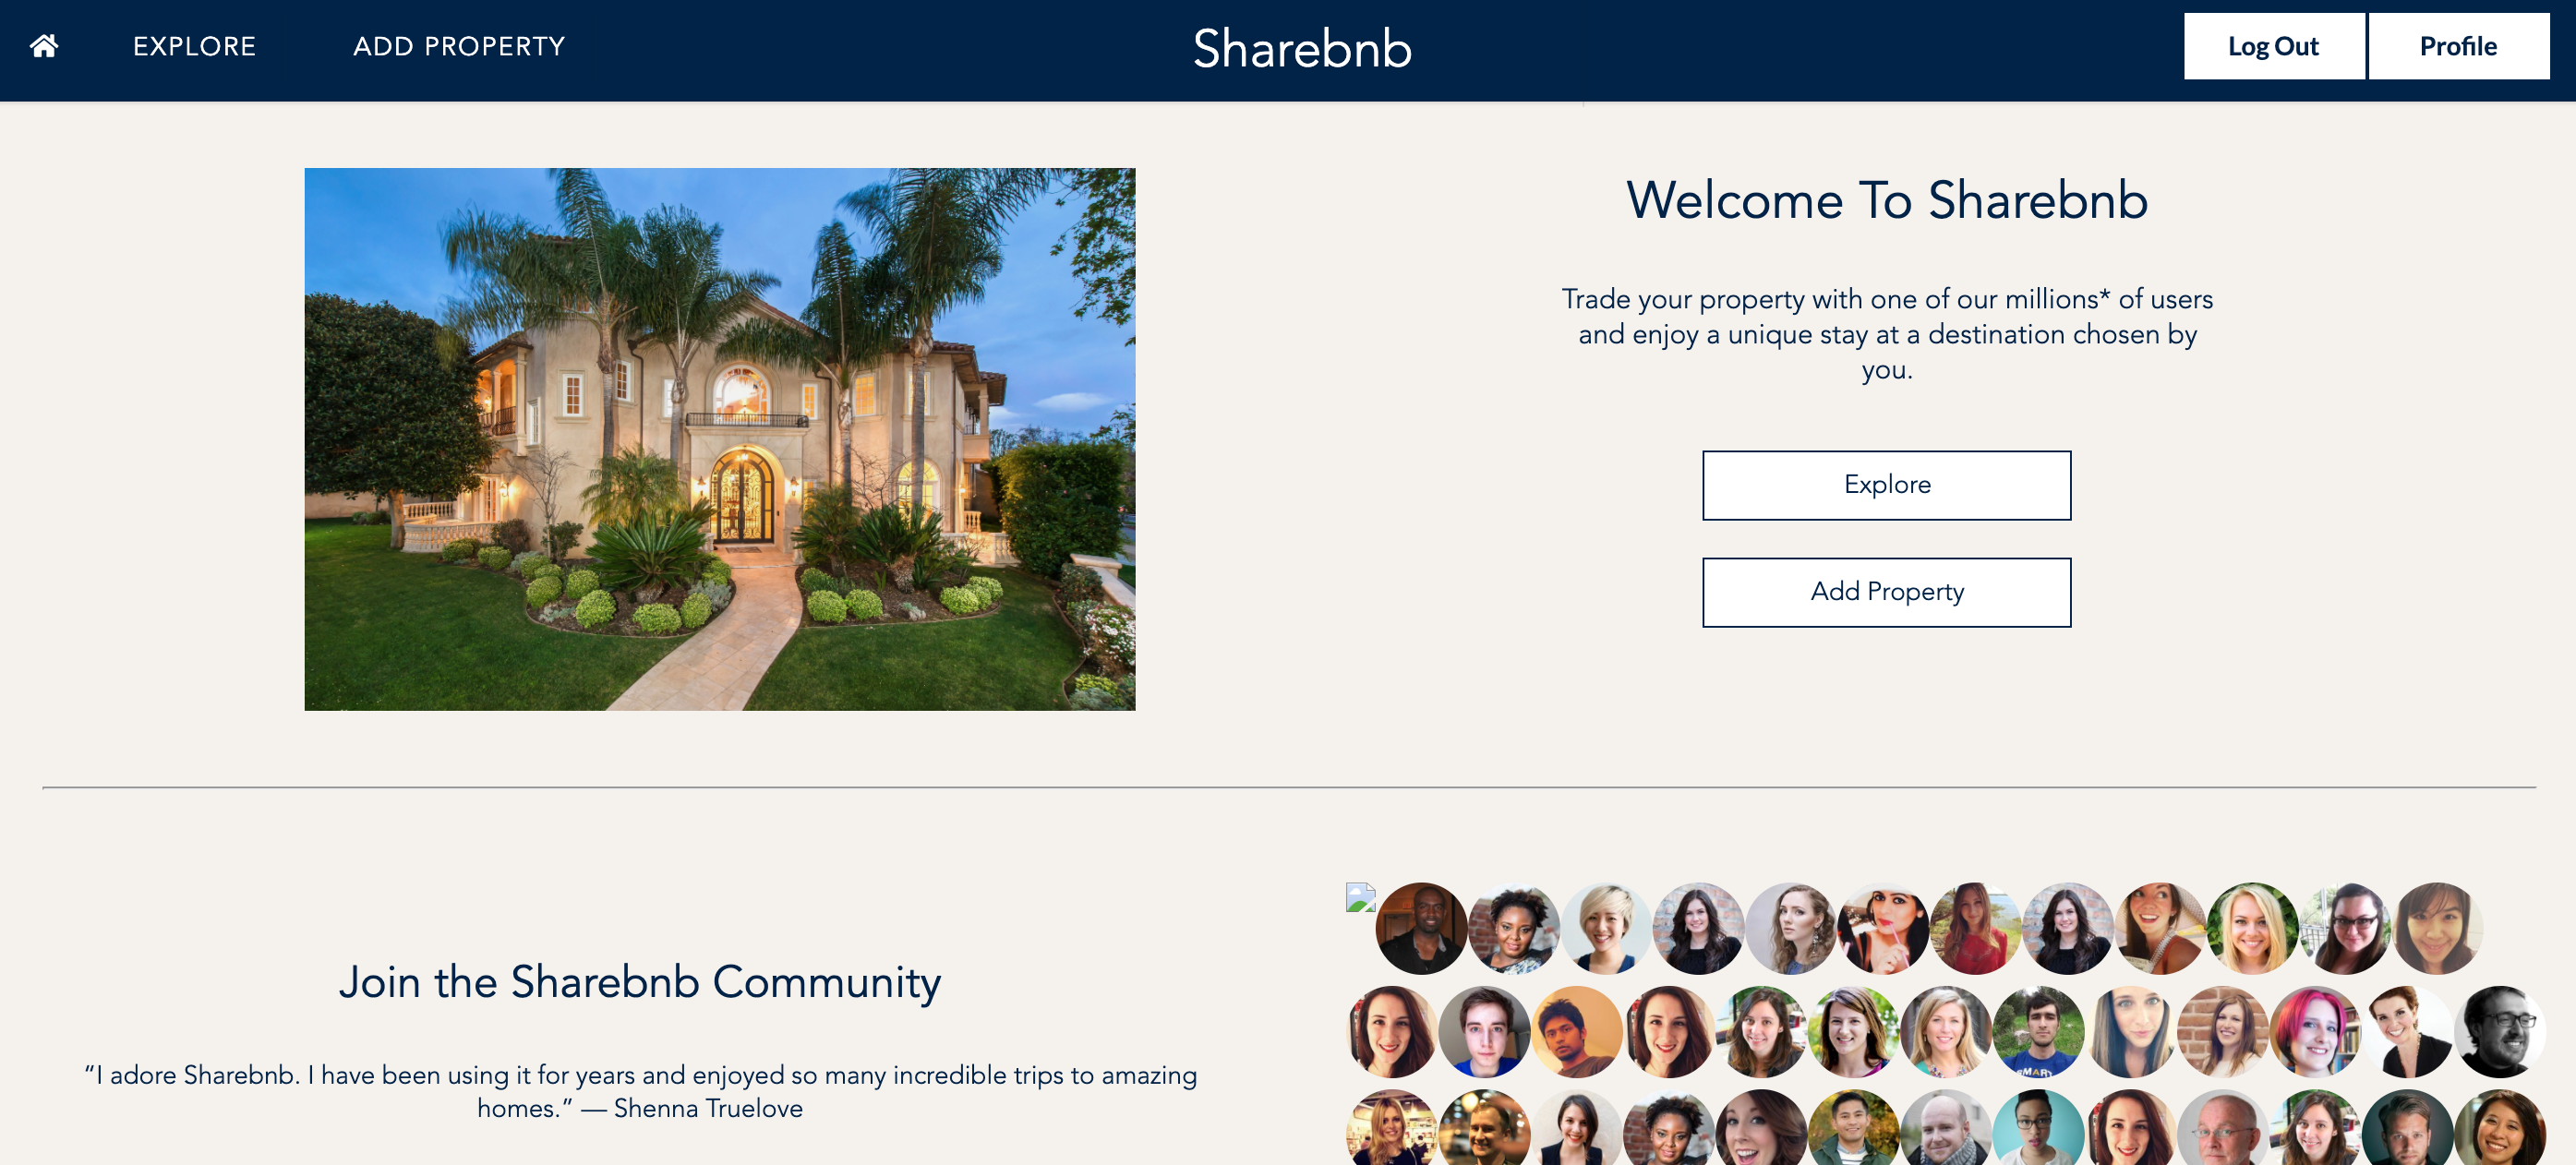 EXPLORE
ADD PROPERTY
Sharebnb
Log Out
Profile
Welcome To Sharebnb
Trade your property with one of our millions* of users
and enjoy a unique stay at a destination chosen by
you.
Explore
Add Property
Join the Sharebnb Community
“I adore Sharebnb. I have been using it for years and enjoyed so many incredible trips to amazing
homes.” — Shenna Truelove